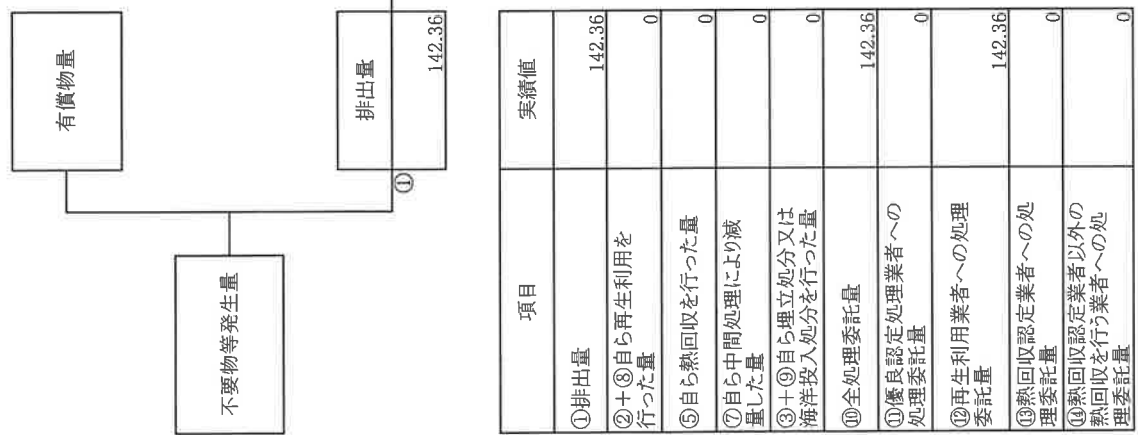 有償物量
不要物等発生量
排出量
①
142.36
項目
実績値
①排出量
142.36
②+⑧自ら再生利用を
行った量
0
⑤自ら熱回収を行った量
0
⑦自ら中間処理により減
量した量
0
③+⑨自ら埋立処分又は
海洋投入処分を行った量
0
⑩全処理委託量
142.36
⑪優良認定処理業者への
処理委託量
0
⑫再生利用業者への処理
委託量
142.36
⑬熱回収認定業者への処
理委託量
0
⑭熱回収認定業者以外の
熱回収を行う業者への処
理委託量
0